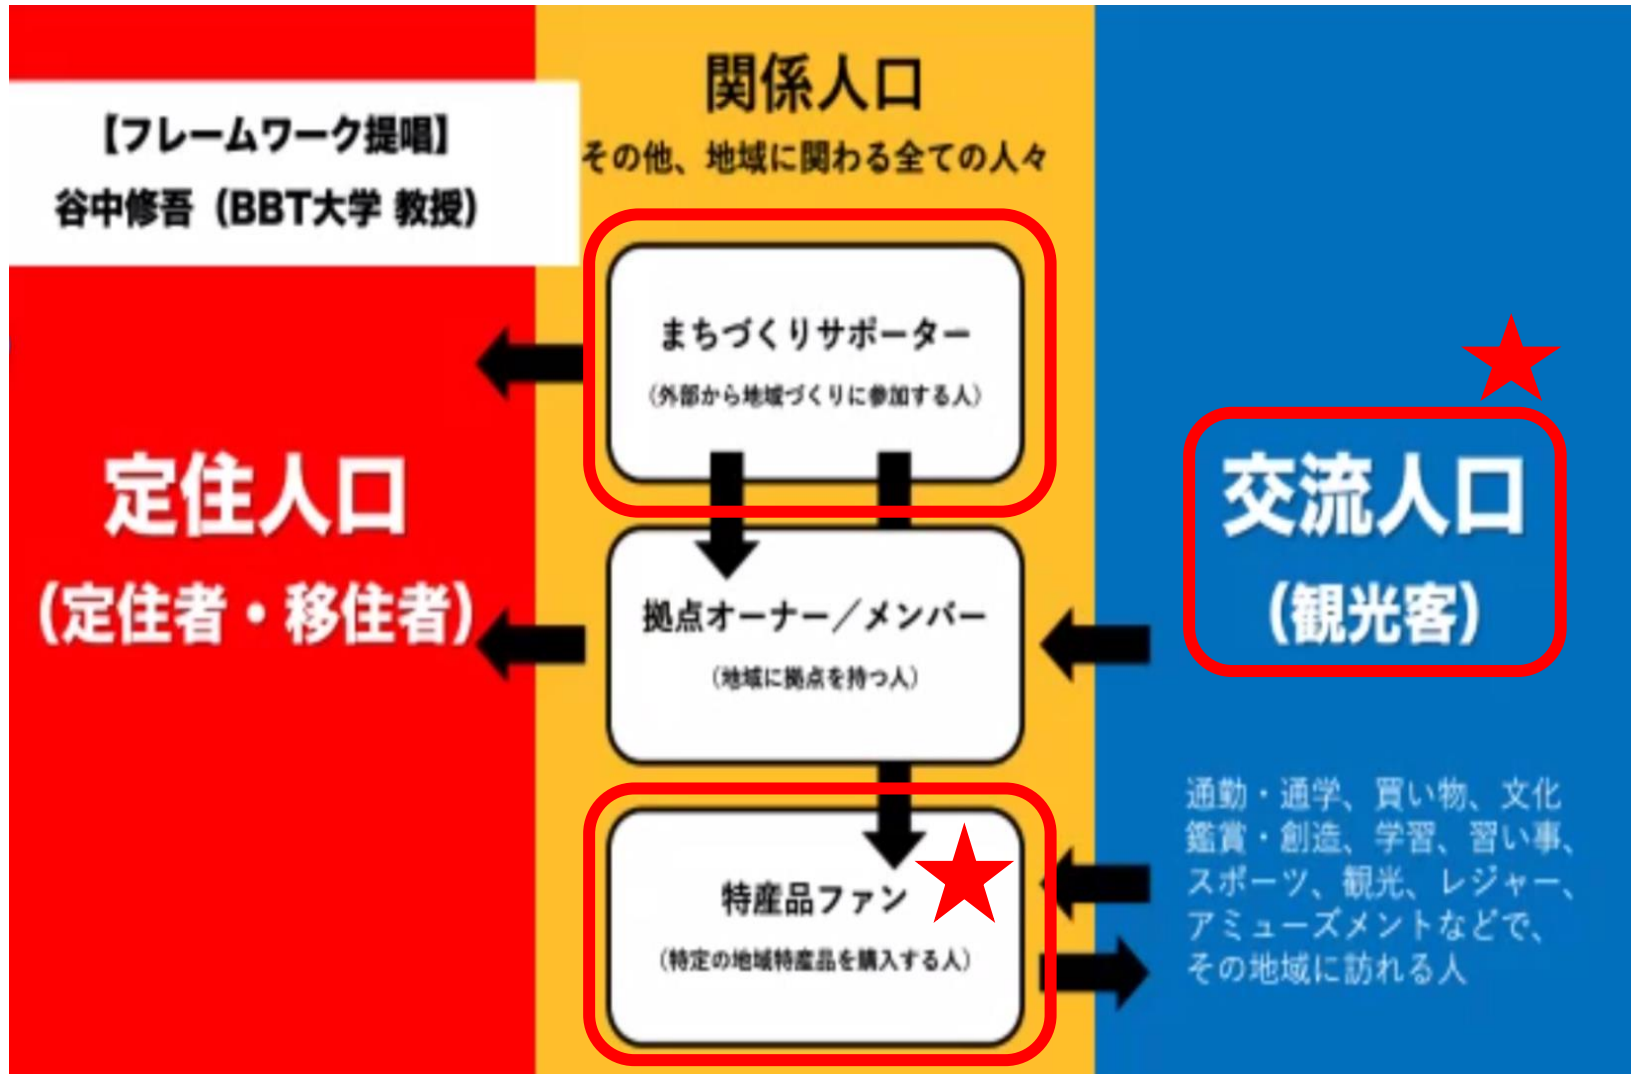 【フレームワーク提唱】
谷中修吾（BBT大学 教授）
定住人口
（定住者・移住者）
関係人口
その他、地域に関わる全ての人々
まちづくりサポーター
（外部から地域づくりに参加する人）
拠点オーナー／メンバー
（地域に拠点を持つ人）
特産品ファン
（特定の地域特産品を購入する人）
交流人口
（観光客）
通勤・通学、買い物、文化
鑑賞・創造、学習、習い事、
スポーツ、観光、レジャー、
アミューズメントなどで、
その地域に訪れる人